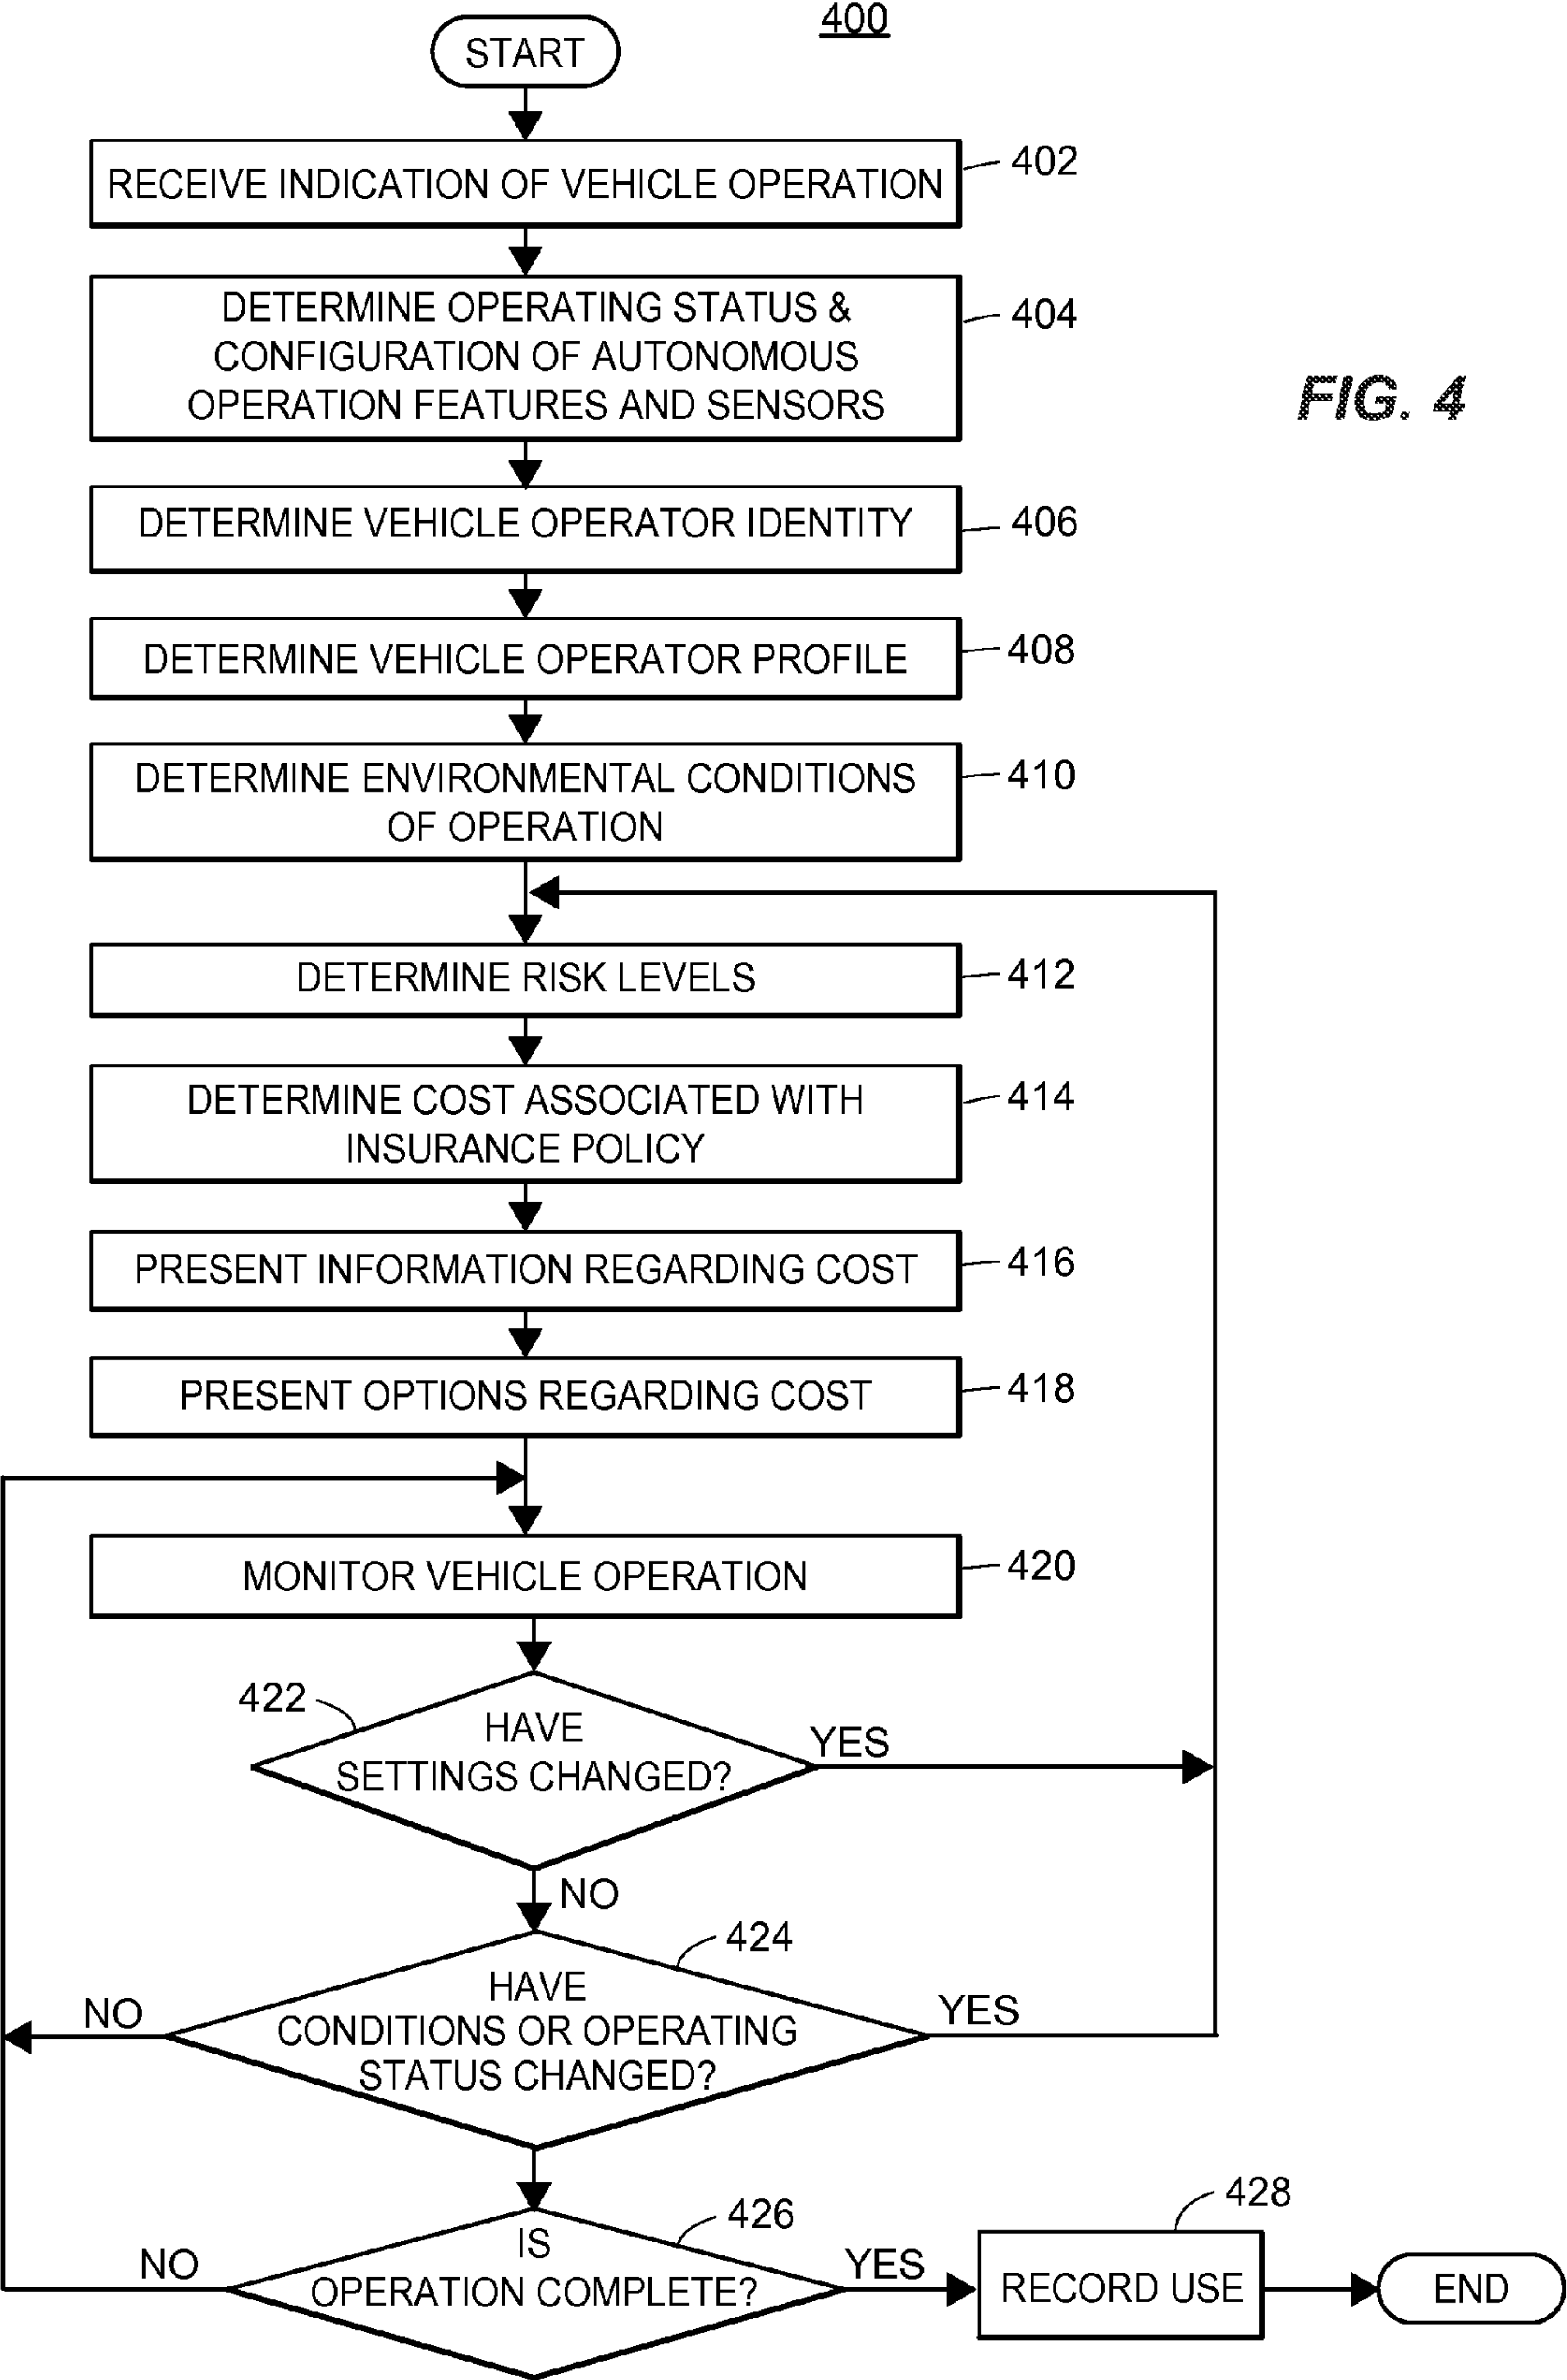 400
START
RECEIVE INDICATION OF VEHICLE OPERATION
402
DETERMINE OPERATING STATUS &
CONFIGURATION OF AUTONOMOUS
OPERATION FEATURES AND SENSORS
404
FIG. 4
DETERMINE VEHICLE OPERATOR IDENTITY
406
DETERMINE VEHICLE OPERATOR PROFILE
408
DETERMINE ENVIRONMENTAL CONDITIONS
OF OPERATION
410
DETERMINE RISK LEVELS
412
DETERMINE COST ASSOCIATED WITH
INSURANCE POLICY
414
PRESENT INFORMATION REGARDING COST
416
PRESENT OPTIONS REGARDING COST
418
MONITOR VEHICLE OPERATION
420
422
HAVE
SETTINGS CHANGED?
YES
NO
424
HAVE
CONDITIONS OR OPERATING
STATUS CHANGED?
NO
YES
426
IS
OPERATION COMPLETE?
NO
YES
428
RECORD USE
END